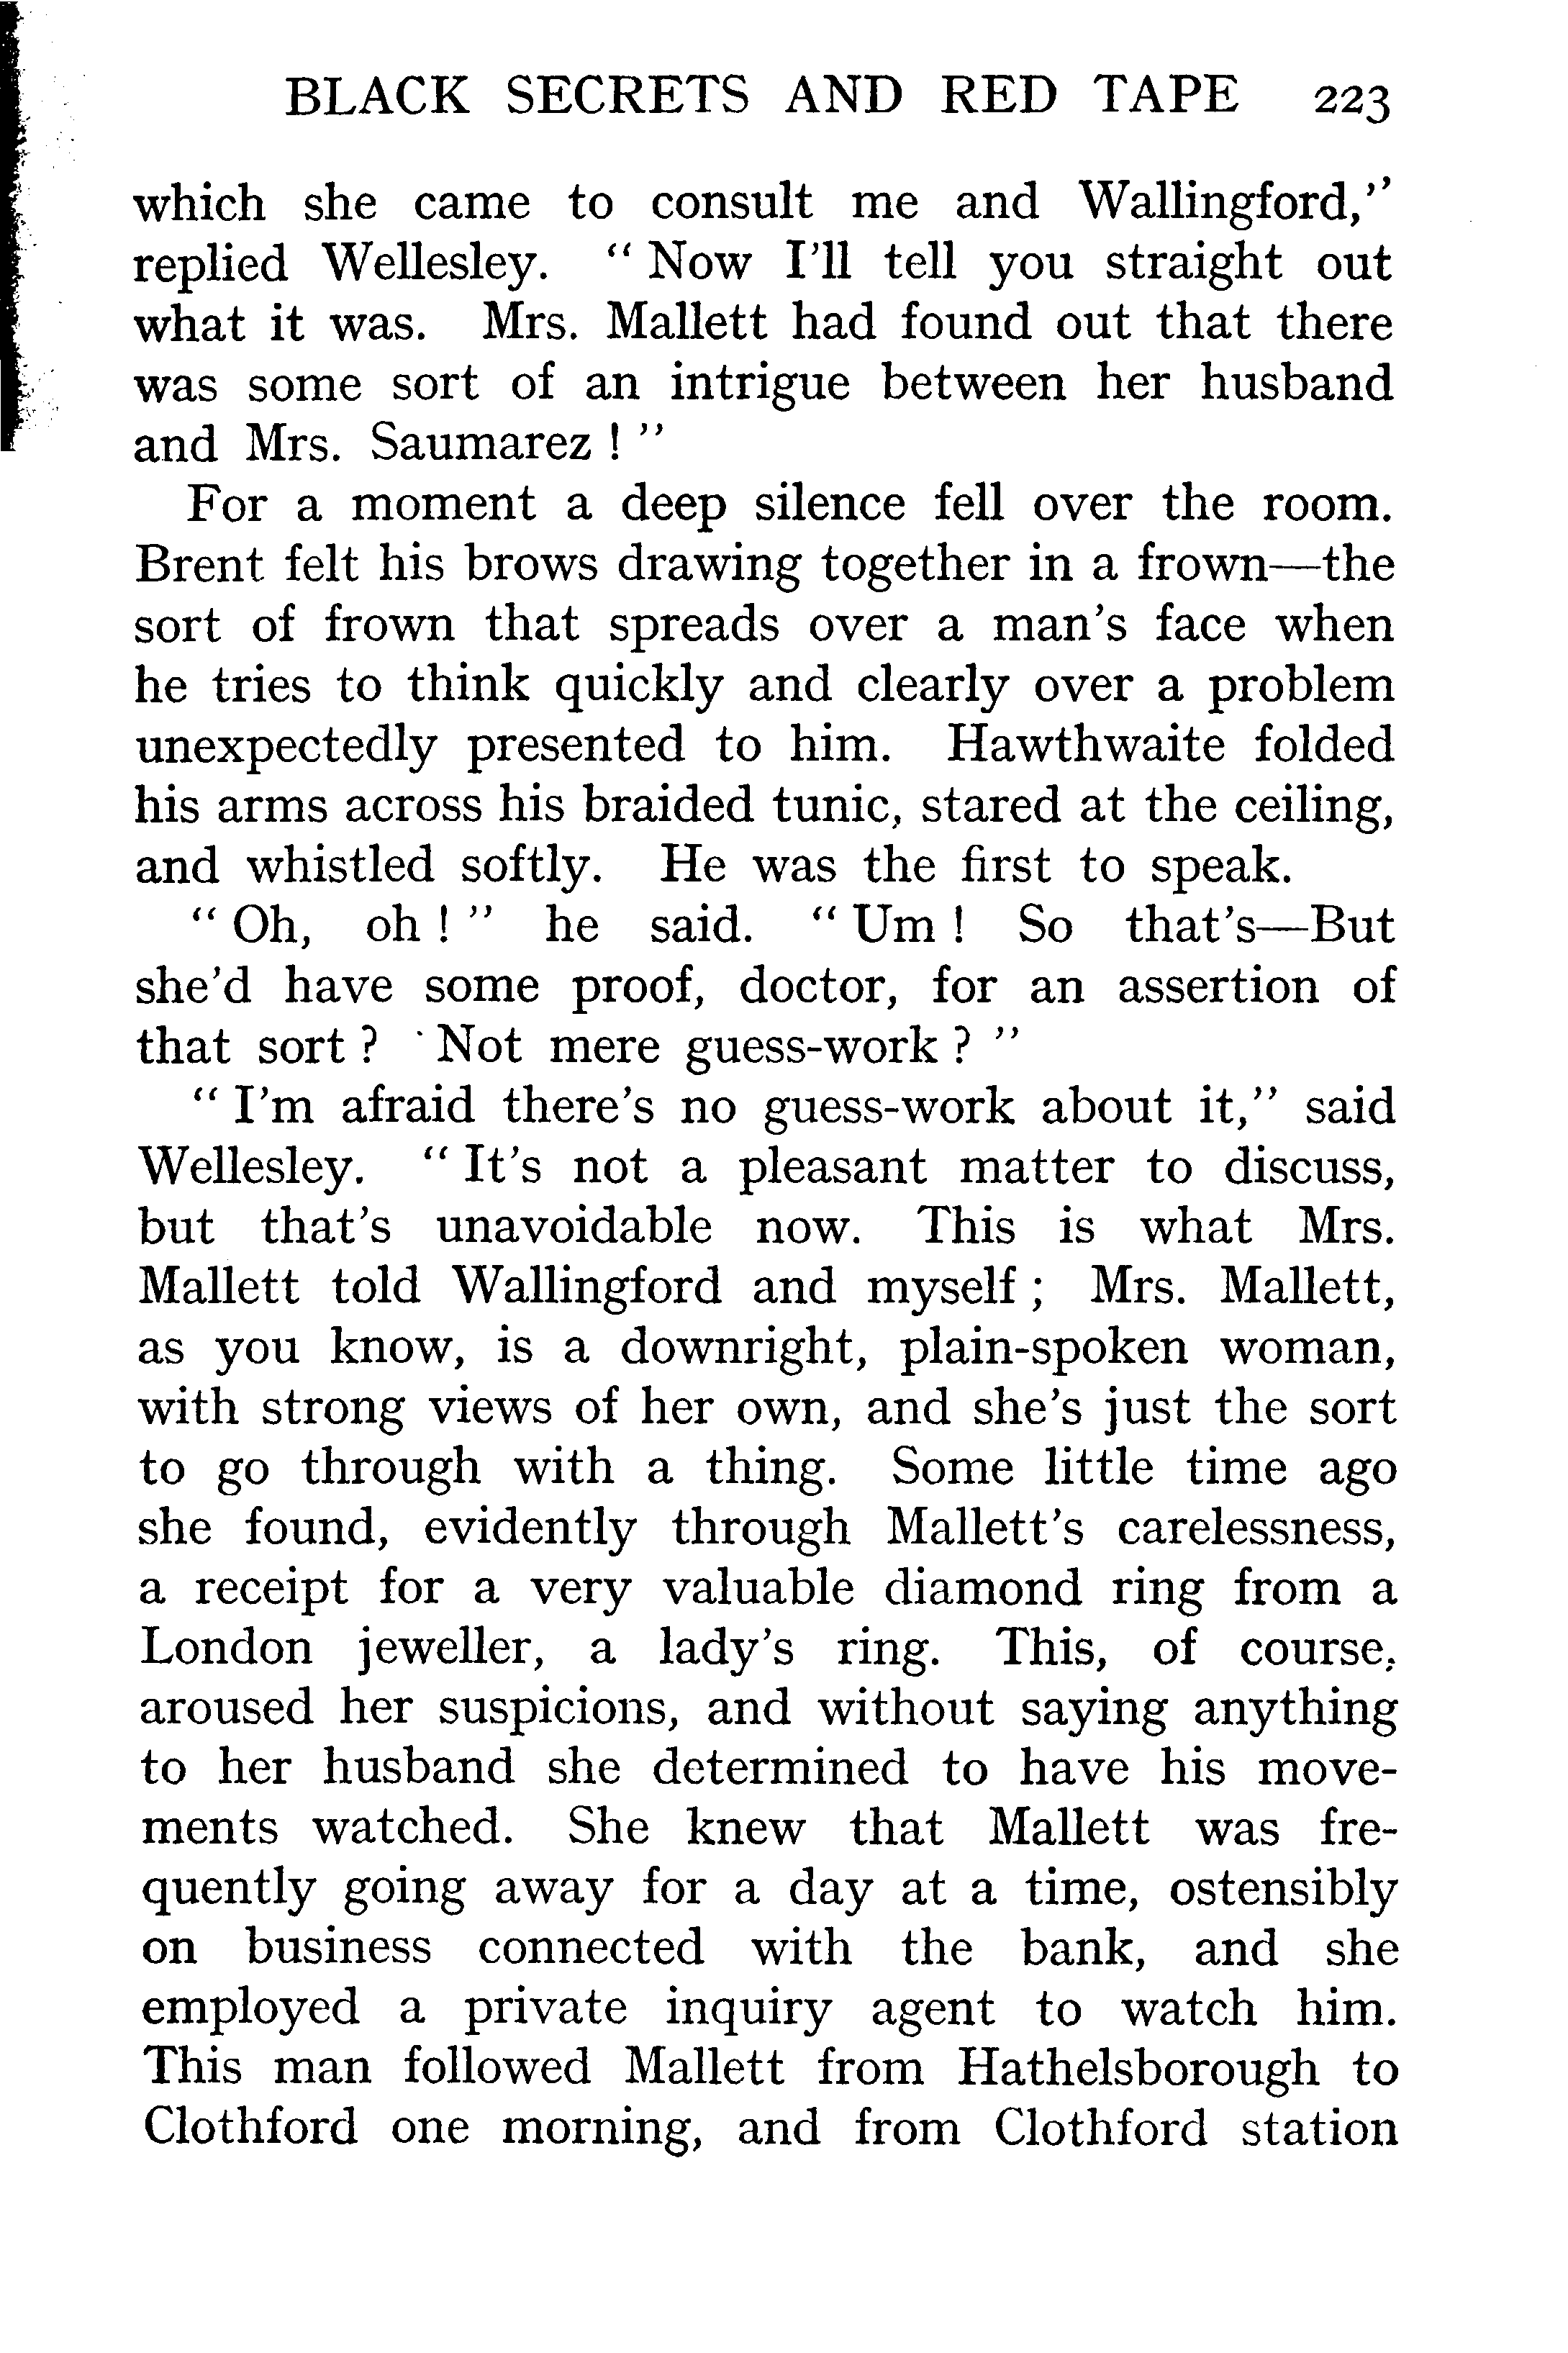 BLACK SECRETS AND RED TAPE 223
which she came to consult me and Wallingford,”
replied Wellesley. “ Now I’ll tell you straight out
what it was. Mrs. Mallett had found out that there
was some sort of an intrigue between her husband
and Mrs. Saumarez ! ”
For a moment a deep silence fell over the room.
Brent felt his brows drawing together in a frown—the
sort of frown that spreads over a man’s face when
he tries to think quickly and clearly over a problem
unexpectedly presented to him. Hawthwaite folded
his arms across his braided tunic, stared at the ceiling,
and whistled softly. He was the first to speak.
“ Oh, oh ! ” he said. “ Um ! So that’s—But
she’d have some proof, doctor, for an assertion of
that sort ? Not mere guess-work ? ”
“ I’m afraid there’s no guess-work about it,” said
Wellesley. “ It’s not a pleasant matter to discuss,
but that’s unavoidable now. This is what Mrs.
Mallett told Wallingford and myself ; Mrs. Mallett,
as you know, is a downright, plain-spoken woman,
with strong views of her own, and she’s just the sort
to go through with a thing. Some little time ago
she found, evidently through Mallett’s carelessness,
a receipt for a very valuable diamond ring from a
London jeweller, a lady’s ring. This, of course,
aroused her suspicions, and without saying anything
to her husband she determined to have his move-
ments watched. She knew that Mallett was fre-
quently going away for a day at a time, ostensibly
on business connected with the bank, and she
employed a private inquiry agent to watch him.
This man followed Mallett from Hathelsborough to
Clothford one morning, and from Clothford station